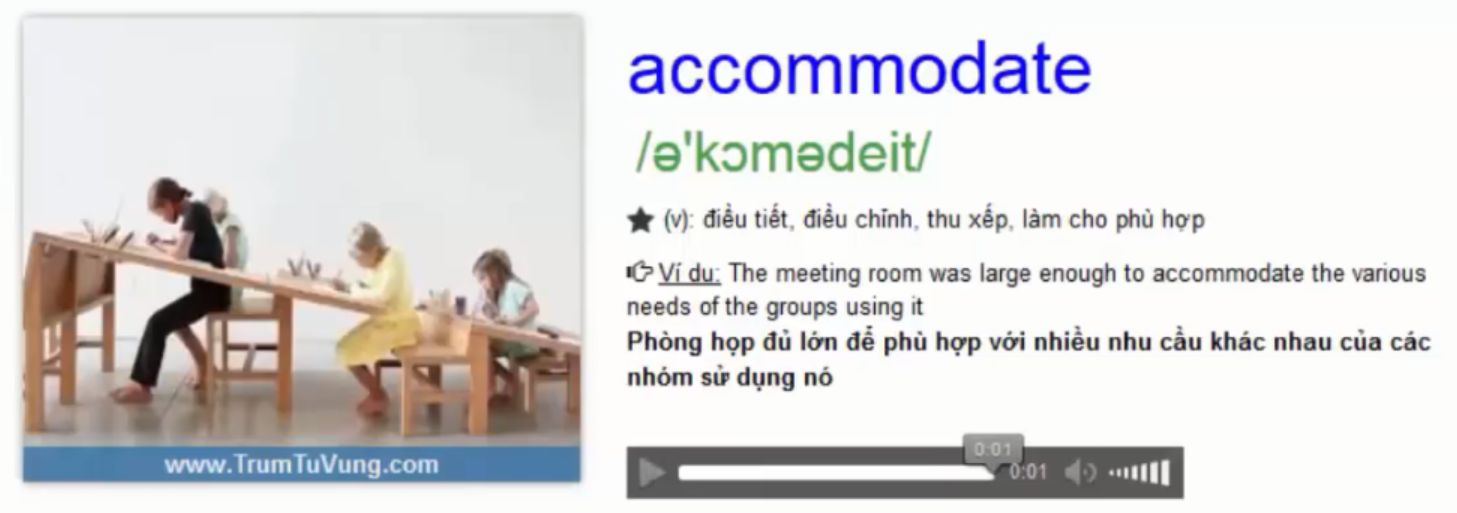 accommodate
/ə'kɔmədeit/
(v): điều tiết, điều chỉnh, thu xếp, làm cho phù hợp
Ví dụ: The meeting room was large enough to accommodate the various
needs of the groups using it
Phòng họp đủ lớn để phù hợp với nhiều nhu cầu khác nhau của các
nhóm sử dụng nó
www.TrumTuVung.com
0:01
0:01